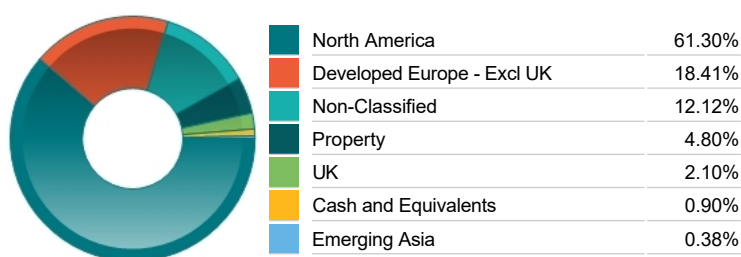 North America 61.30%
Developed Europe - Excl UK 18.41%
Non-Classified 12.12%
Property 4.80%
UK 2.10%
Cash and Equivalents 0.90%
Emerging Asia 0.38%